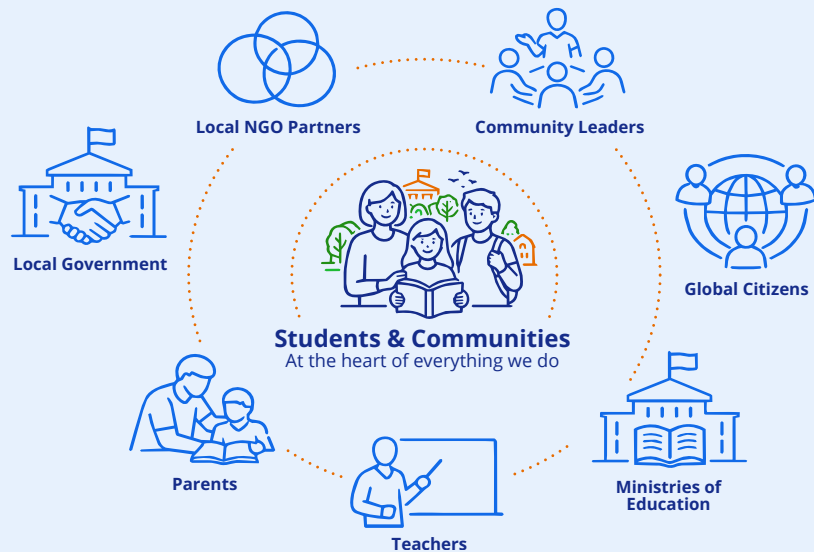 Local NGO Partners
Community Leaders
Local Government
Global Citizens
Students & Communities
At the heart of everything we do
Parents
Ministries of
Education
Teachers